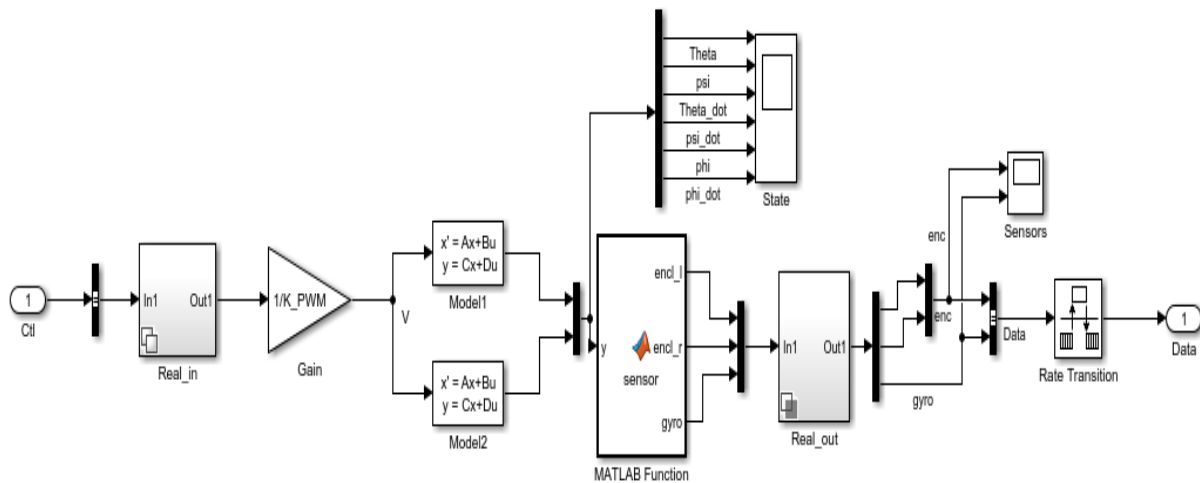 Theta
psi
Theta_dot
psi_dot
phi
phi_dot
State
1
Ctl
In1
Out1
Real_in
1/K_PWM
Gain
V
x' = Ax+Bu
y = Cx+Du
Model1
x' = Ax+Bu
y = Cx+Du
Model2
y
encl_l
encl_r
gyro
sensor
MATLAB Function
In1
Out1
Real_out
enc
enc
gyro
Sensors
Data
Rate Transition
1
Data